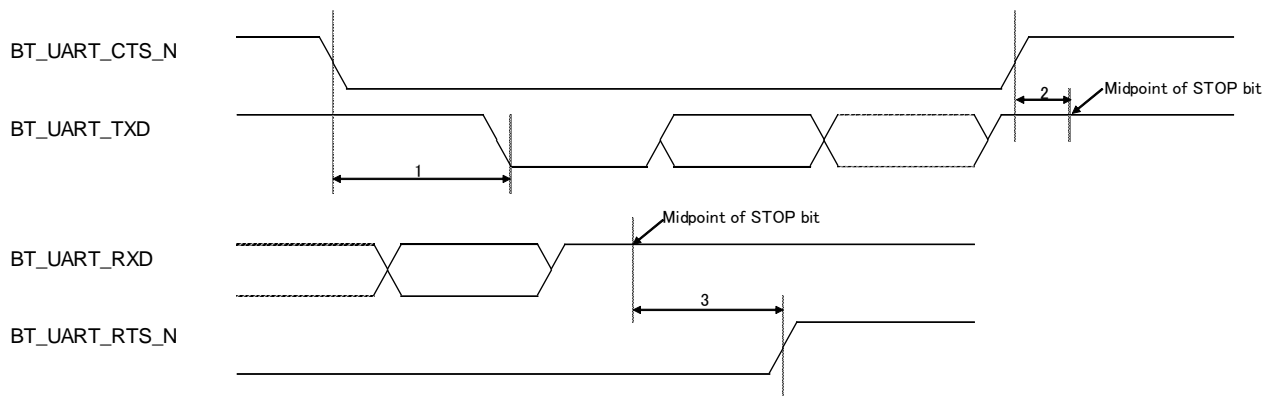 BT_UART_CTS_N
2
Midpoint of STOP bit
BT_UART_TXD
1
Midpoint of STOP bit
BT_UART_RXD
3
BT_UART_RTS_N